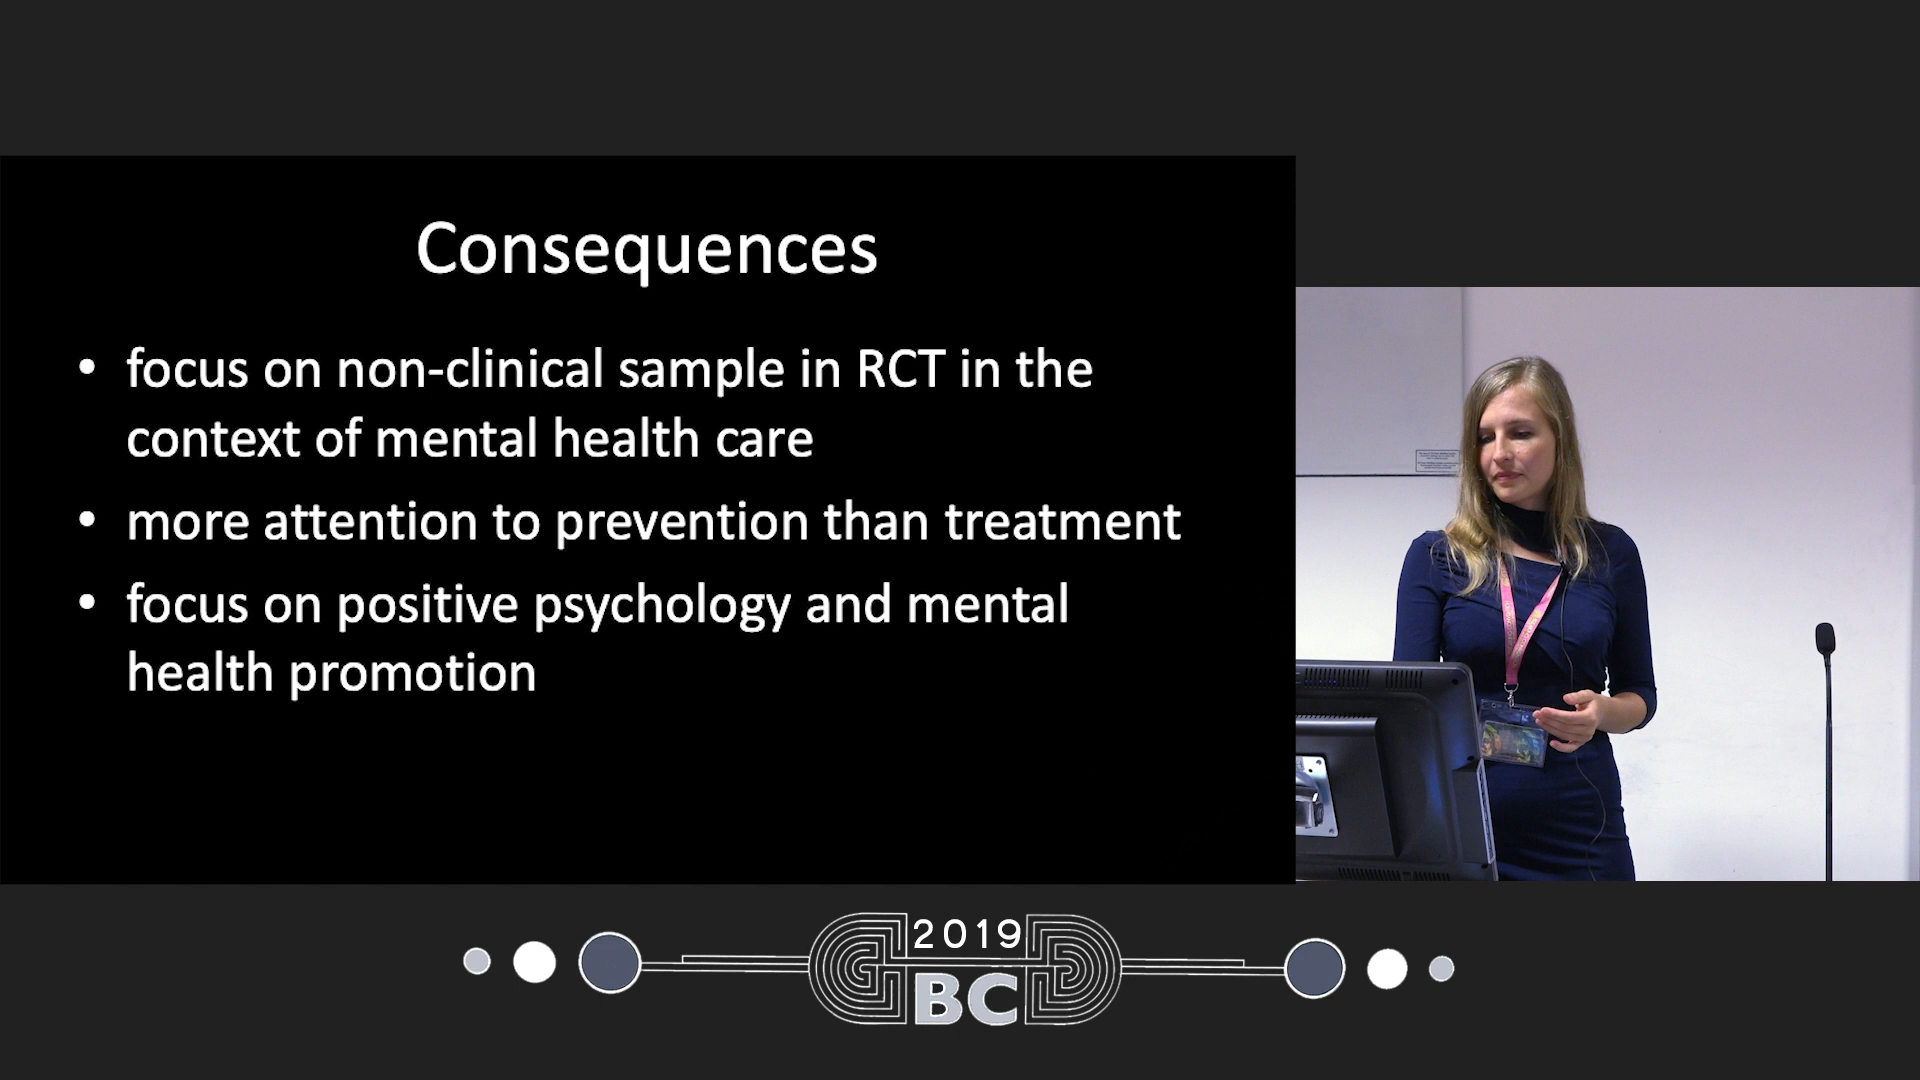 Consequences
• focus on non-clinical sample in RCT in the
context of mental health care
• more attention to prevention than treatment
• focus on positive psychology and mental
health promotion
2019
BC